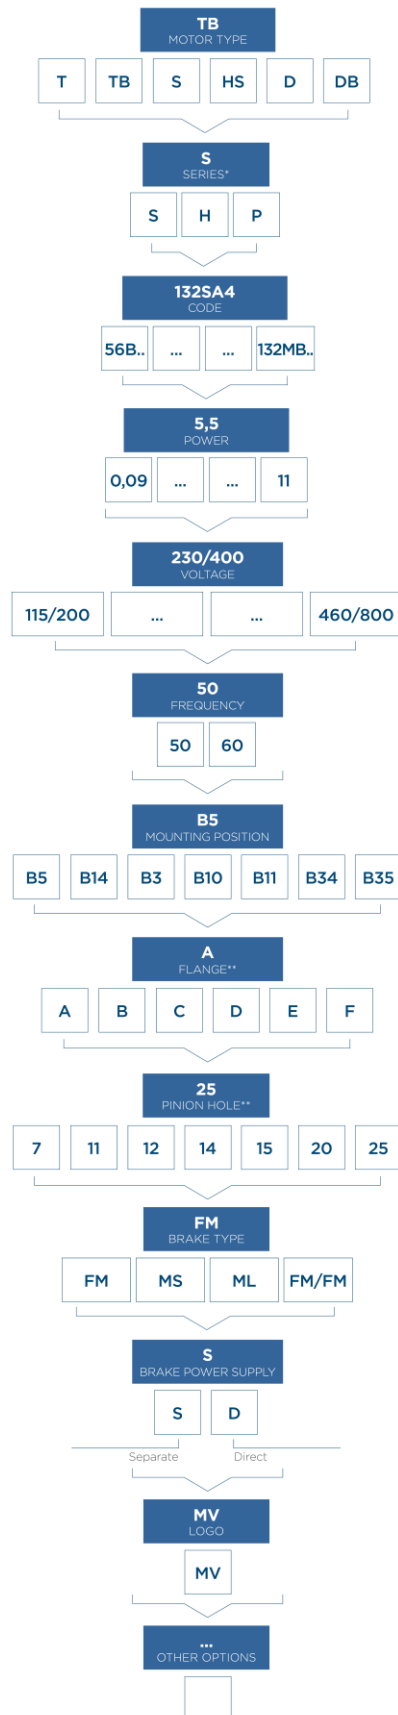 TB
MOTOR TYPE
T TB S HS D DB
S
SERIES*
S H P
132SA4
CODE
56B.. ... ... 132MB..
5,5
POWER
0,09 ... ... 11
230/400
VOLTAGE
115/200 ... ... 460/800
50
FREQUENCY
50 60
B5
MOUNTING POSITION
B5 B14 B3 B10 B11 B34 B35
A
FLANGE**
A B C D E F
25
PINION HOLE**
7 11 12 14 15 20 25
FM
BRAKE TYPE
FM MS ML FM/FM
S
BRAKE POWER SUPPLY
S D
Separate Direct
MV
LOGO
MV
...
OTHER OPTIONS